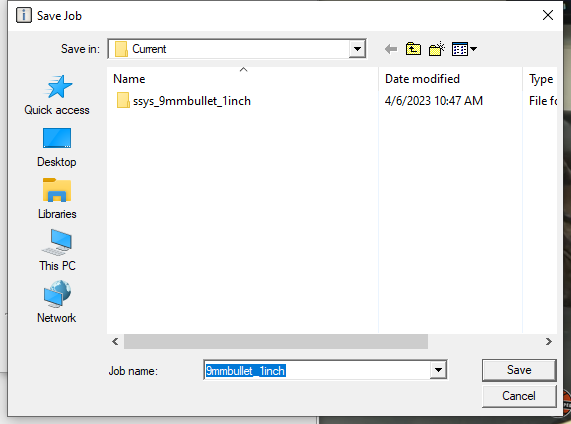 Save Job
Save in: Current
Name Date modified Type
ssys_9mmbullet_1inch 4/6/2023 10:47 AM File fo
Quick access
Desktop
Libraries
This PC
Network
Job name: 9mmbullet_1inch Save
Cancel